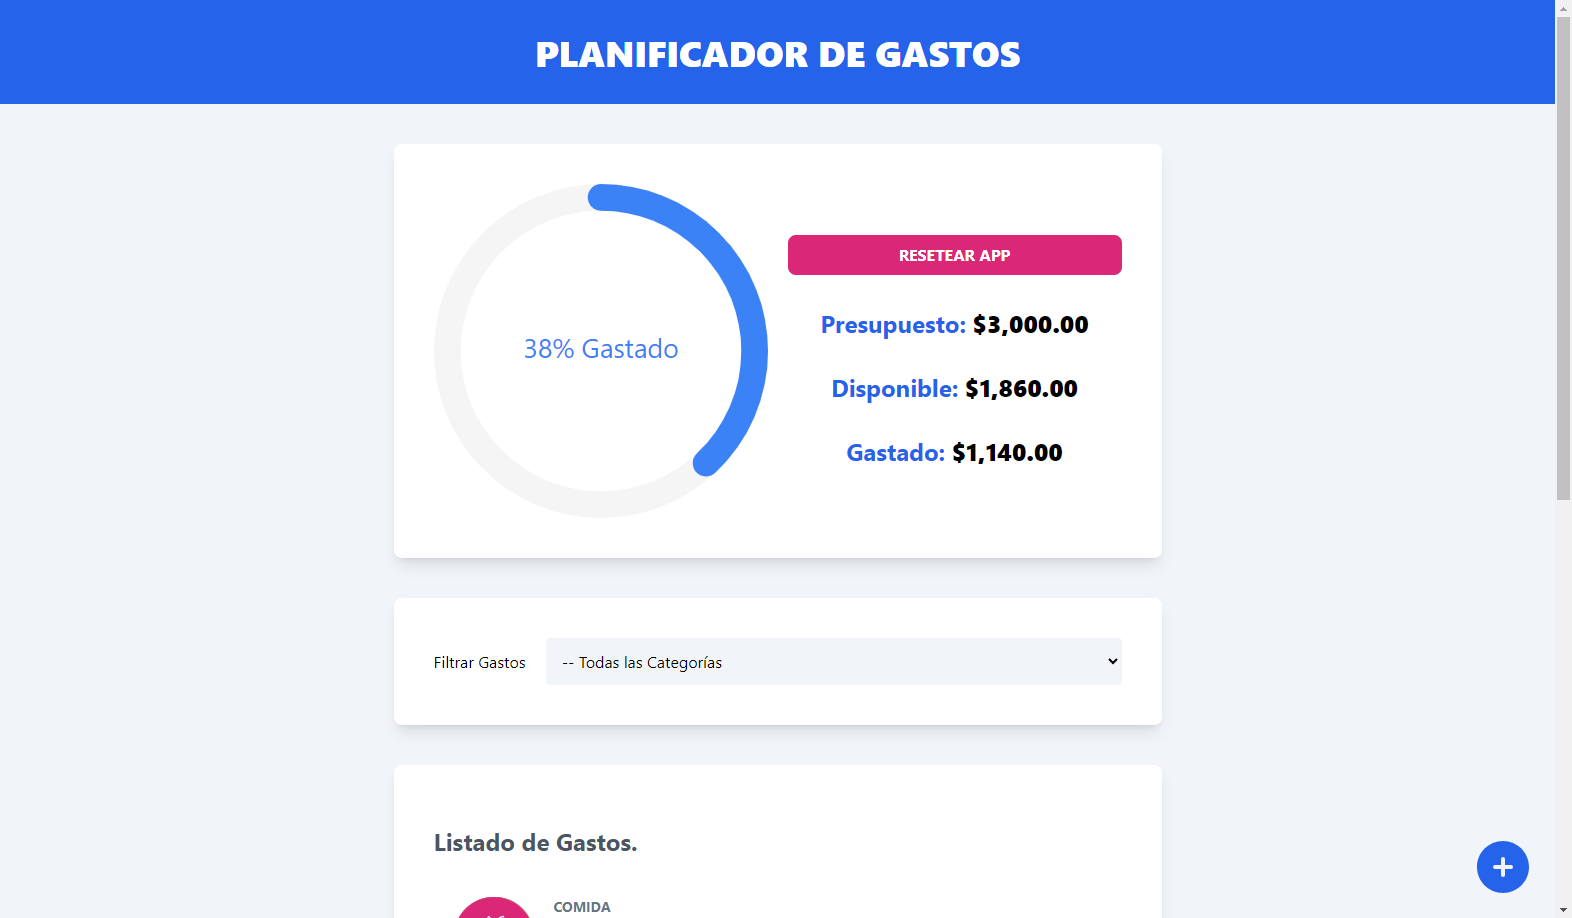 PLANIFICADOR DE GASTOS
38% Gastado
RESETEAR APP
Presupuesto: $3,000.00
Disponible: $1,860.00
Gastado: $1,140.00
Filtrar Gastos
-- Todas las Categorías
Listado de Gastos.
COMIDA